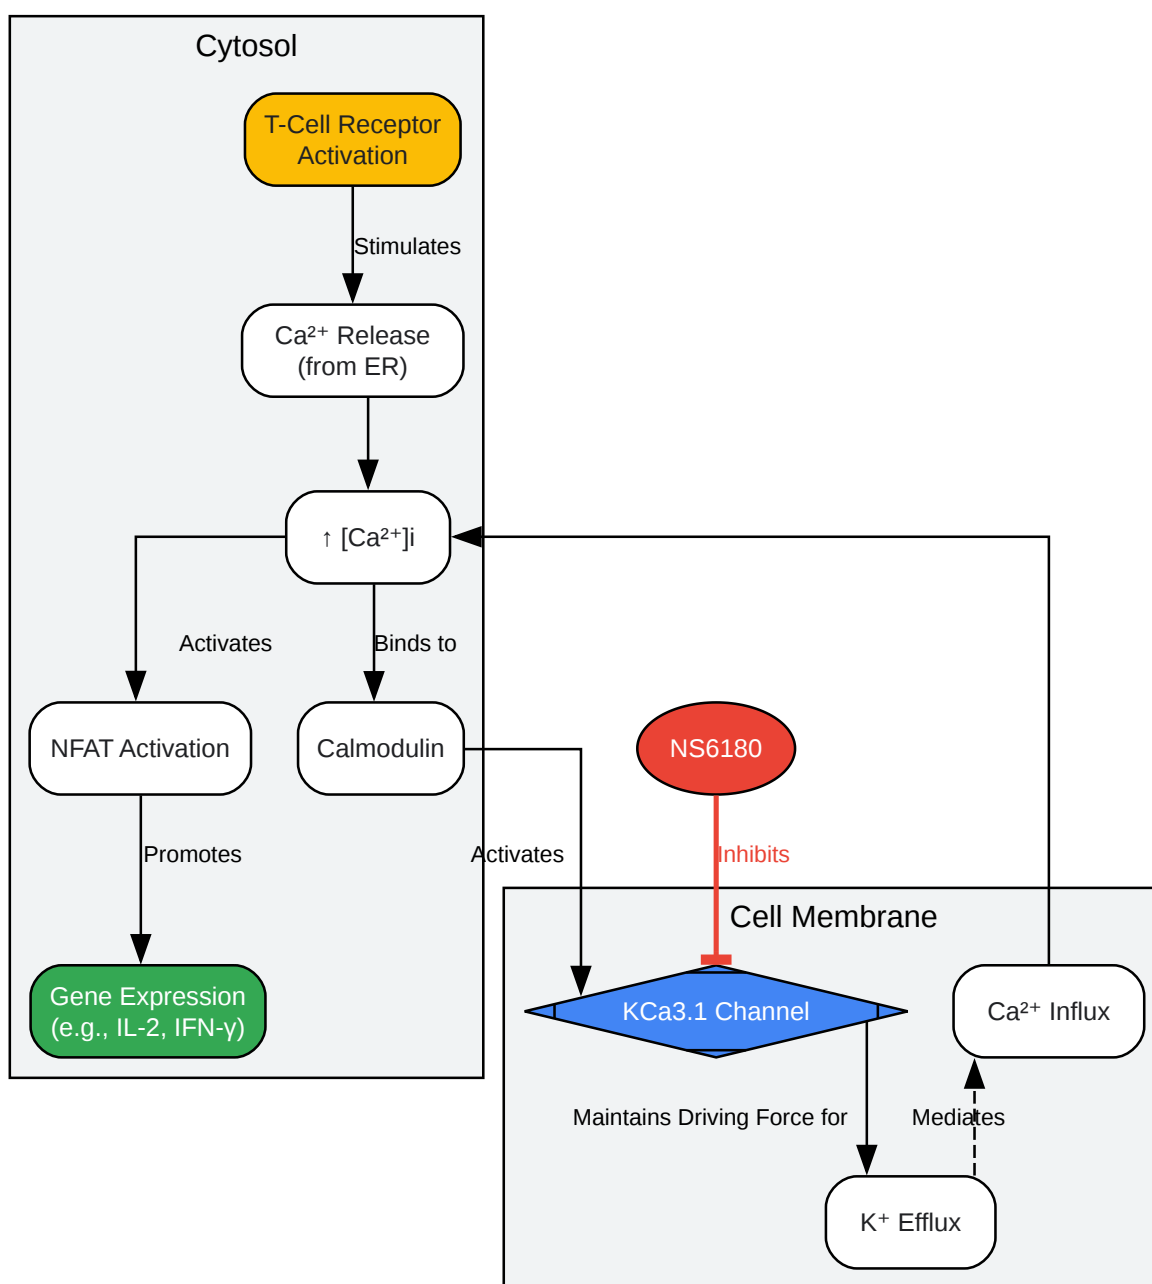 Cytosol
T-Cell Receptor
Activation
Stimulates
Ca²⁺ Release
(from ER)
↑ [Ca²⁺]i
Activates
Binds to
NFAT Activation
Calmodulin
NS6180
Promotes
Activates
Inhibits
Cell Membrane
Gene Expression
(e.g., IL-2, IFN-γ)
KCa3.1 Channel
Ca²⁺ Influx
Maintains Driving Force for
Mediates
K⁺ Efflux